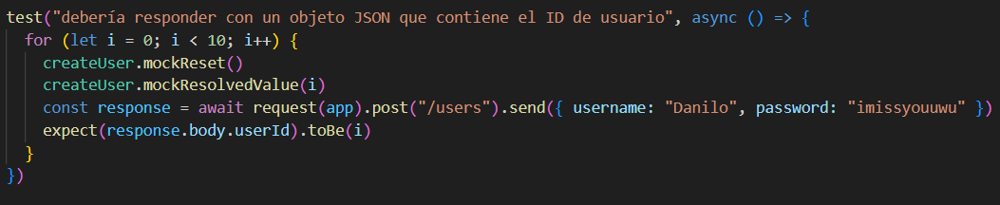 test("debería responder con un objeto JSON que contiene el ID de usuario", async () => {
  for (let i = 0; i < 10; i++) {
    createUser.mockReset()
    createUser.mockResolvedValue(i)
    const response = await request(app).post("/users").send({ username: "Danilo", password: "imissyouuwu" })
    expect(response.body.userId).toBe(i)
  }
})